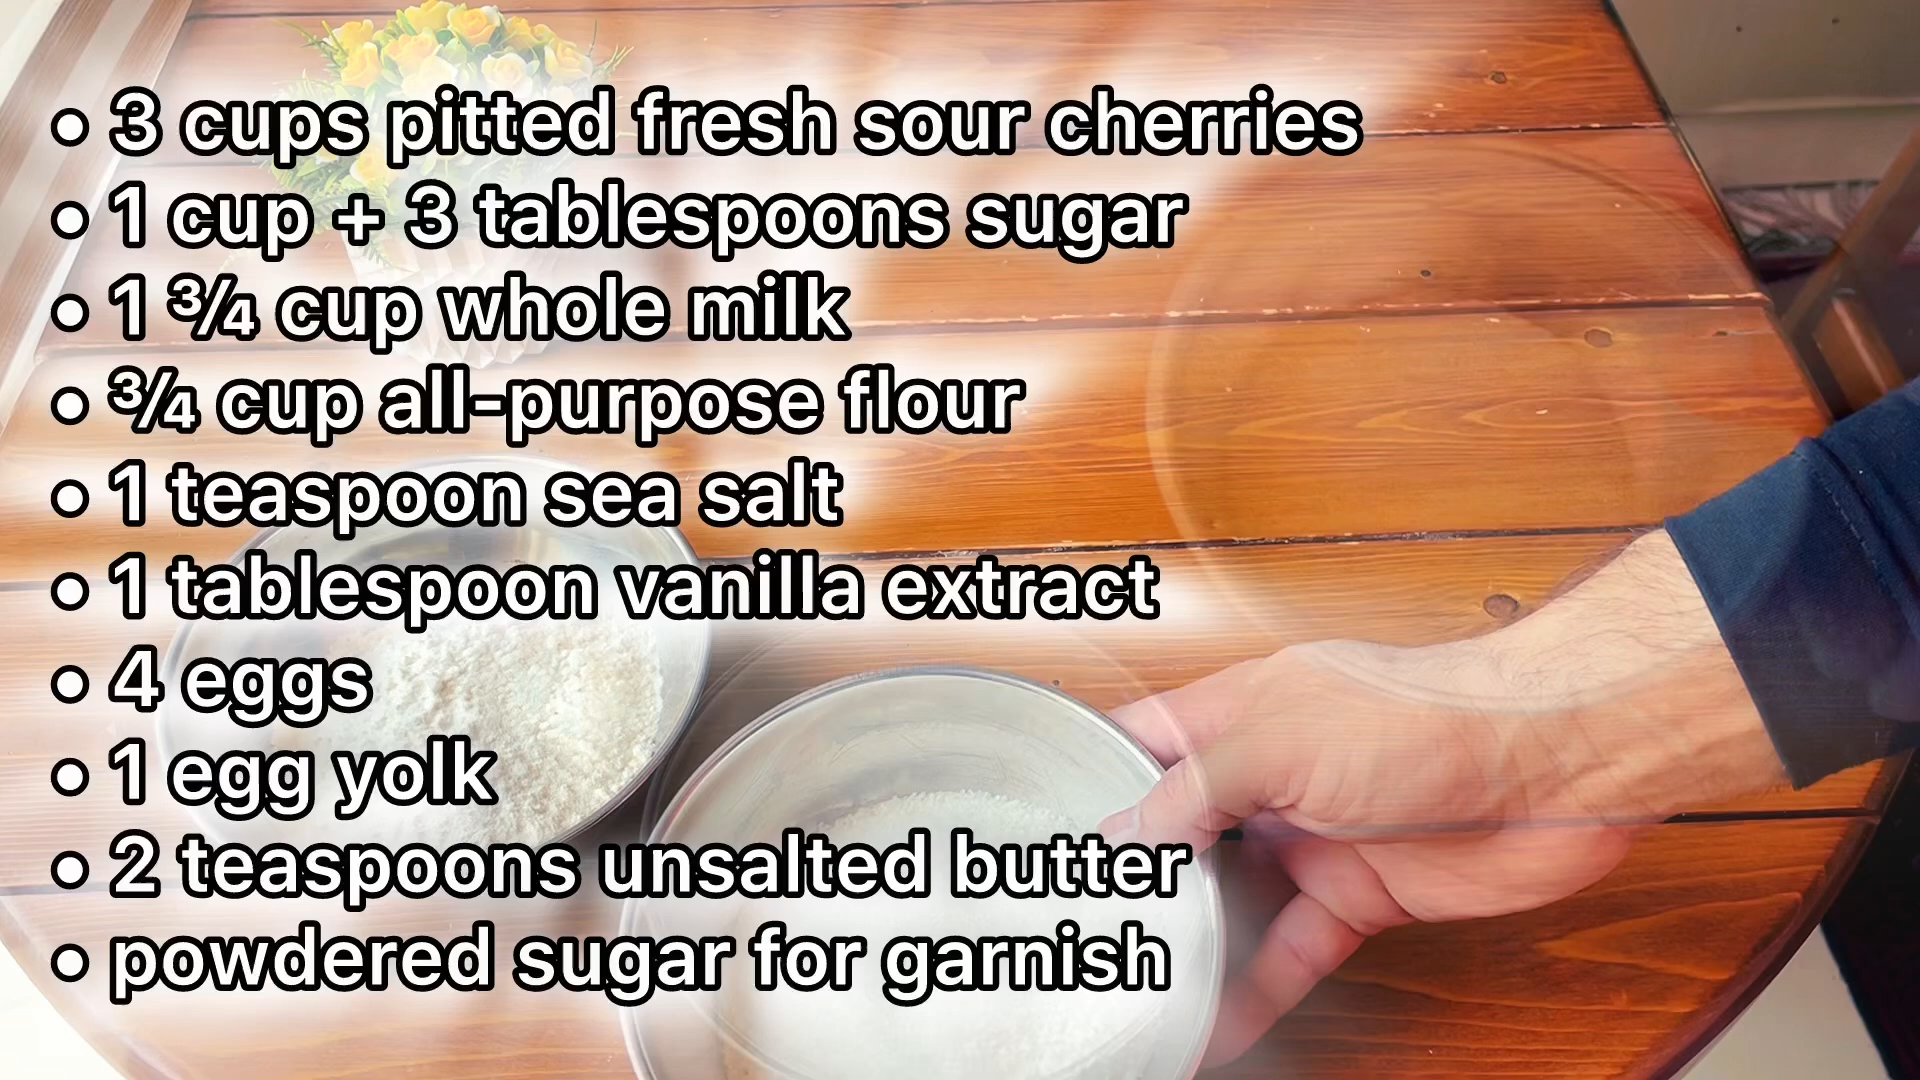 • 3 cups pitted fresh sour cherries
• 1 cup + 3 tablespoons sugar
• 1 ¾ cup whole milk
• ¾ cup all-purpose flour
• 1 teaspoon sea salt
• 1 tablespoon vanilla extract
• 4 eggs
• 1 egg yolk
• 2 teaspoons unsalted butter
• powdered sugar for garnish